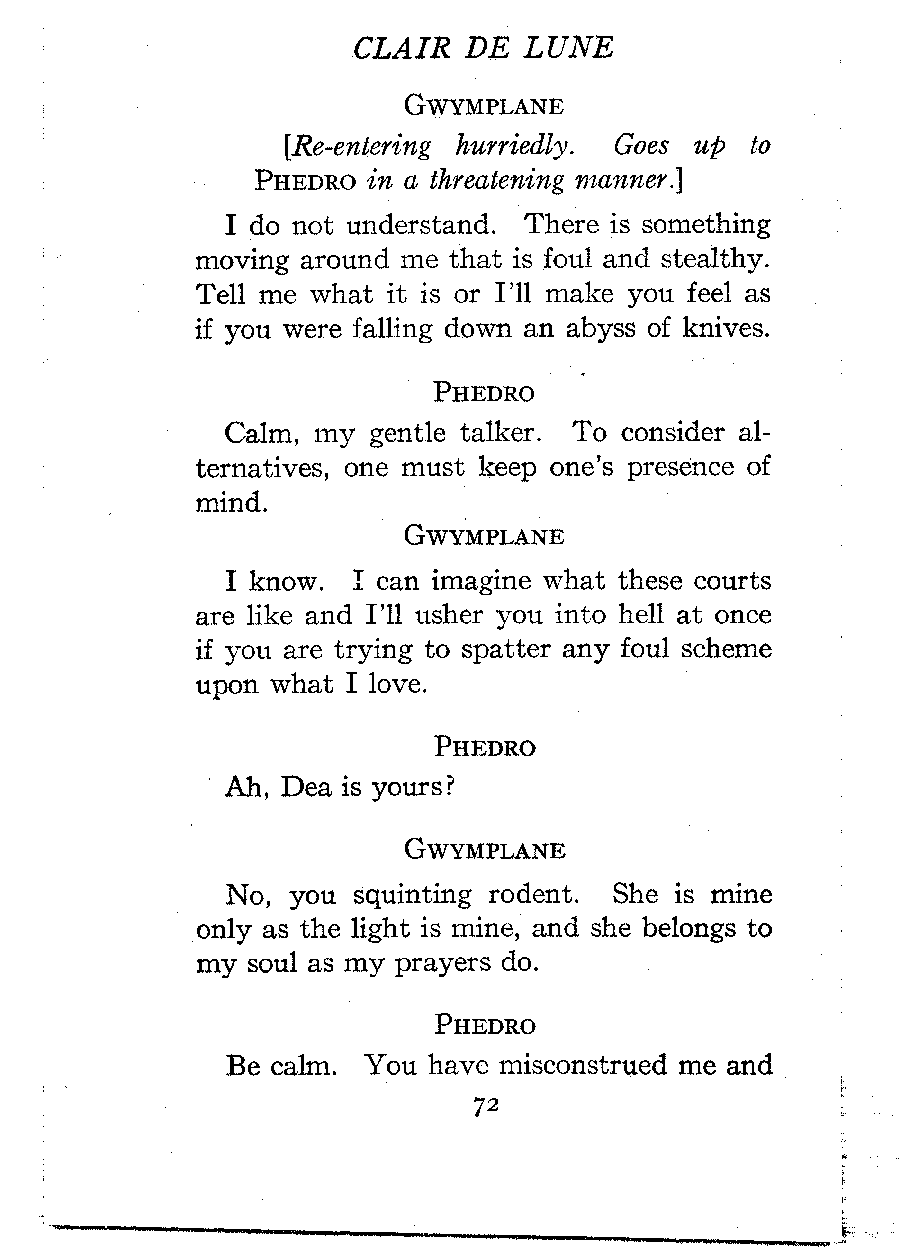 CLAIR DE LUNE
GWYMPLANE
[Re-entering hurriedly. Goes up to
PHEDRO in a threatening manner.]
I do not understand. There is something
moving around me that is foul and stealthy.
Tell me what it is or I'll make you feel as
if you were falling down an abyss of knives.
PHEDRO
Calm, my gentle talker. To consider al-
ternatives, one must keep one's presence of
mind.
GWYMPLANE
I know. I can imagine what these courts
are like and I'll usher you into hell at once
if you are trying to spatter any foul scheme
upon what I love.
PHEDRO
Ah, Dea is yours?
GWYMPLANE
No, you squinting rodent. She is mine
only as the light is mine, and she belongs to
my soul as my prayers do.
PHEDRO
Be calm. You have misconstrued me and
72